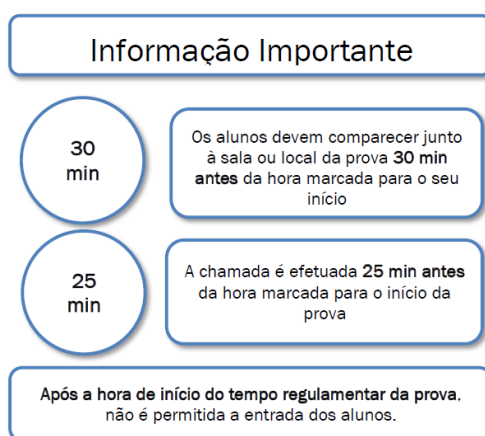 Informação Importante
30
min
Os alunos devem comparecer junto
à sala ou local da prova 30 min
antes da hora marcada para o seu
início
25
min
A chamada é efetuada 25 min antes
da hora marcada para o início da
prova
Após a hora de início do tempo regulamentar da prova,
não é permitida a entrada dos alunos.